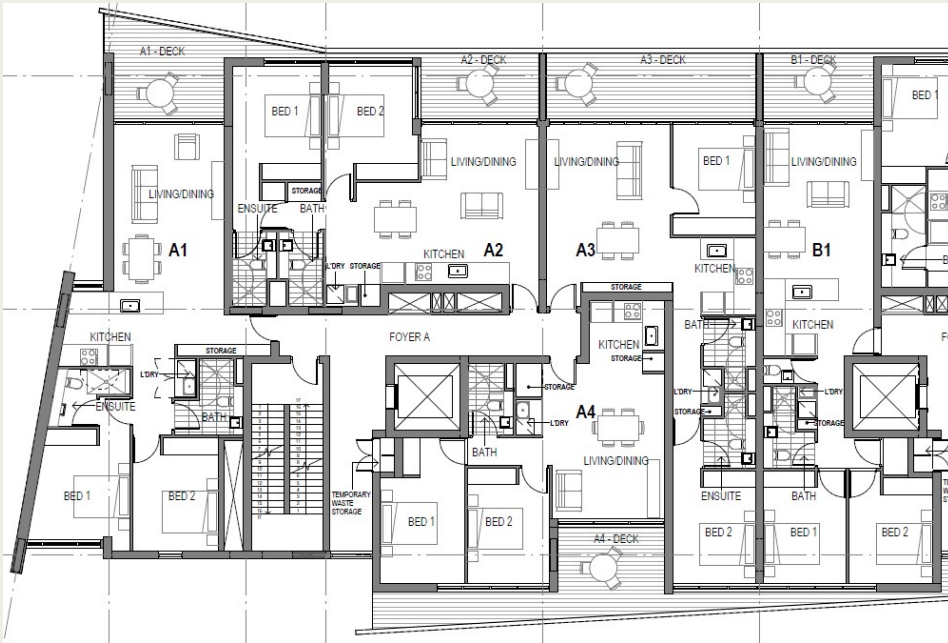 A1 - DECK
A2 - DECK
A3 - DECK
B1 - DECK
BED 1
BED 2
BED 1
LIVING/DINING
LIVING/DINING
BED 1
LIVING/DINING
LIVING/DINING
STORAGE
ENSUITE
BATH
A1
A2
A3
B1
KITCHEN
L'DRY
STORAGE
KITCHEN
STORAGE
KITCHEN
FOYER A
KITCHEN
BATH
KITCHEN
STORAGE
STORAGE
L'DRY
KITCHEN
STORAGE
L'DRY
L'DRY
ENSUITE
BATH
A4
STORAGE
STORAGE
L'DRY
BATH
LIVING/DINING
BED 1
BED 2
TEMPORARY
WASTE
STORAGE
ENSUITE
BATH
BED 1
BED 2
BED 2
BED 1
BED 2
A4 - DECK